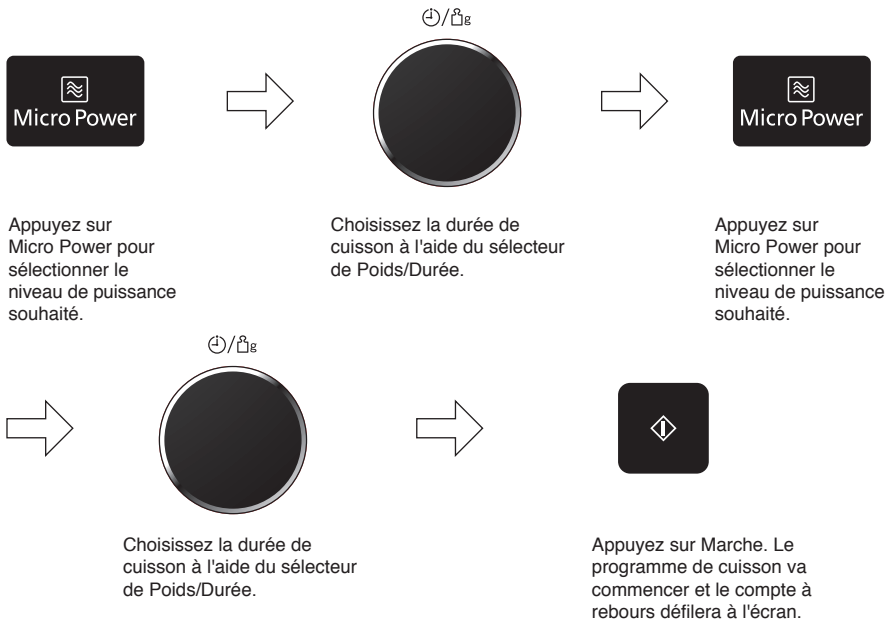 Micro Power
Micro Power
Appuyez sur
Micro Power pour
sélectionner le
niveau de puissance
souhaité.
Choisissez la durée de
cuisson à l'aide du sélecteur
de Poids/Durée.
Appuyez sur
Micro Power pour
sélectionner le
niveau de puissance
souhaité.
Choisissez la durée de
cuisson à l'aide du sélecteur
de Poids/Durée.
Appuyez sur Marche. Le
programme de cuisson va
commencer et le compte à
rebours défilera à l'écran.